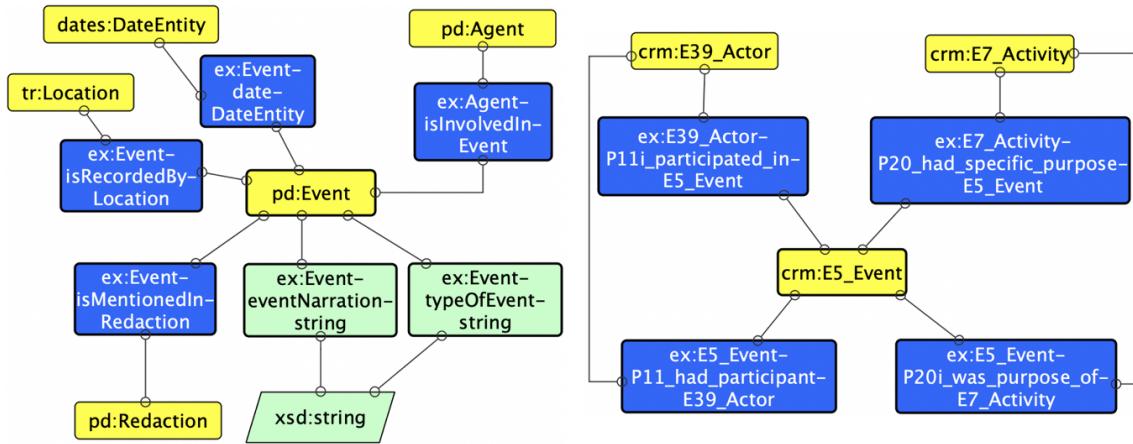 dates:DateEntity
pd:Agent
tr:Location
ex:Event-
date-
DateEntity
ex:Agent-
isInvolvedIn-
Event
ex:Event-
isRecordedBy-
Location
pd:Event
ex:Event-
isMentionedIn-
Redaction
ex:Event-
eventNarration-
string
ex:Event-
typeOfEvent-
string
pd:Redaction
xsd:string
crm:E39_Actor
crm:E7_Activity
ex:E39_Actor-
P11i_participated_in-
E5_Event
ex:E7_Activity-
P20_had_specific_purpose-
E5_Event
crm:E5_Event
ex:E5_Event-
P11_had_participant-
E39_Actor
ex:E5_Event-
P20i_was_purpose_of-
E7_Activity